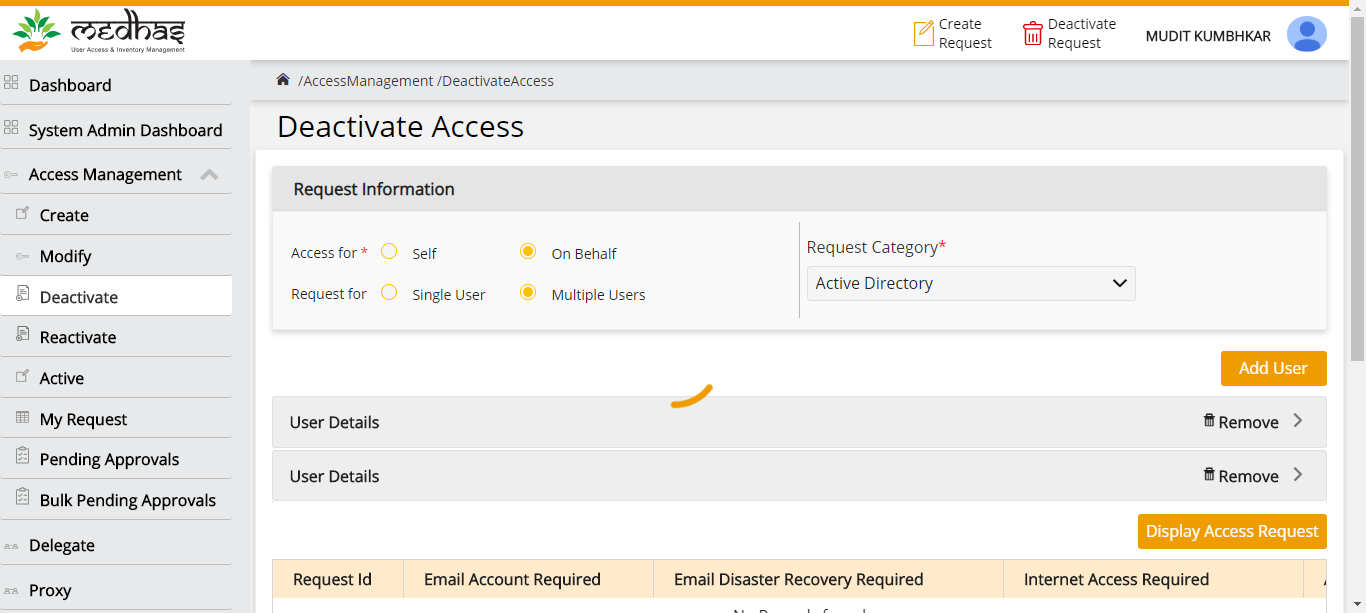 medhas
User Access & Inventory Management
Create
Request
Deactivate
Request
MUDIT KUMBHKAR
Dashboard
System Admin Dashboard
Access Management
Create
Modify
Deactivate
Reactivate
Active
My Request
Pending Approvals
Bulk Pending Approvals
Delegate
Proxy
/AccessManagement /DeactivateAccess
Deactivate Access
Request Information
Access for * Self On Behalf
Request for Single User Multiple Users
Request Category*
Active Directory
Add User
User Details Remove
User Details Remove
Display Access Request
Request Id Email Account Required Email Disaster Recovery Required Internet Access Required